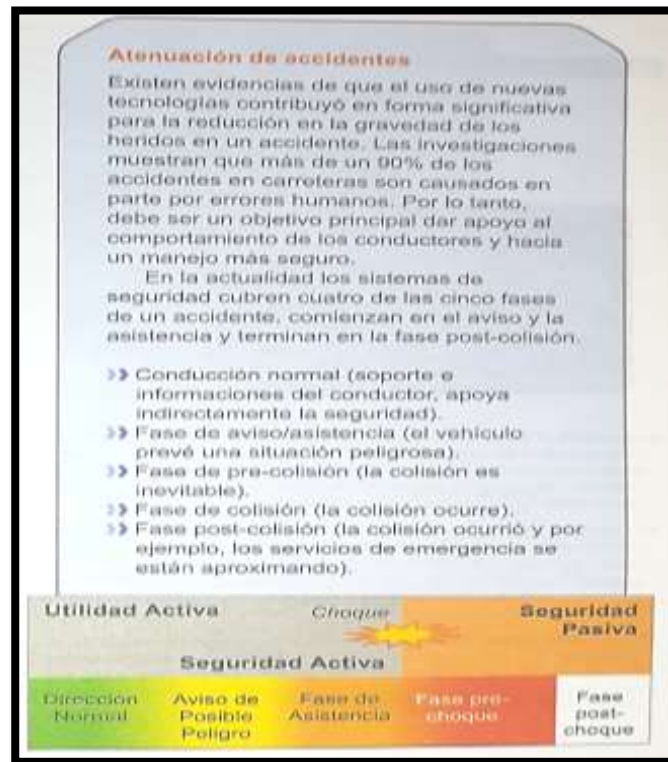 Atenuación de accidentes
Existen evidencias de que el uso de nuevas
tecnologías contribuyó en forma significativa
para la reducción en la gravedad de los
heridos en un accidente. Las investigaciones
muestran que más de un 90% de los
accidentes en carreteras son causados en
parte por errores humanos. Por lo tanto,
debe ser un objetivo principal dar apoyo al
comportamiento de los conductores y hacia
un manejo más seguro.
En la actualidad los sistemas de
seguridad cubren cuatro de las cinco fases
de un accidente, comienzan en el aviso y la
asistencia y terminan en la fase post-colisión.
>> Conducción normal (soporte e
informaciones del conductor, apoya
indirectamente la seguridad).
>> Fase de aviso/asistencia (el vehículo
prevé una situación peligrosa).
>> Fase de pre-colisión (la colisión es
inevitable).
>> Fase de colisión (la colisión ocurre).
>> Fase post-colisión (la colisión ocurrió y por
ejemplo, los servicios de emergencia se
están aproximando).
Utilidad Activa
Choque
Seguridad
Pasiva
Seguridad Activa
Dirección
Normal
Aviso de
Posible
Peligro
Fase de
Asistencia
Fase pre-
choque
Fase
post-
choque